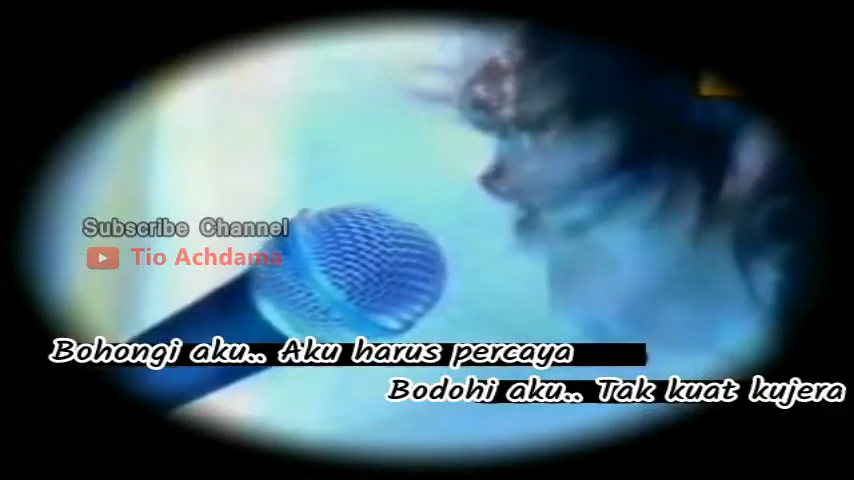 Subscribe Channel
Tio Achdama
Bohongi aku.. Aku harus percaya
Bodohi aku.. Tak kuat kujera